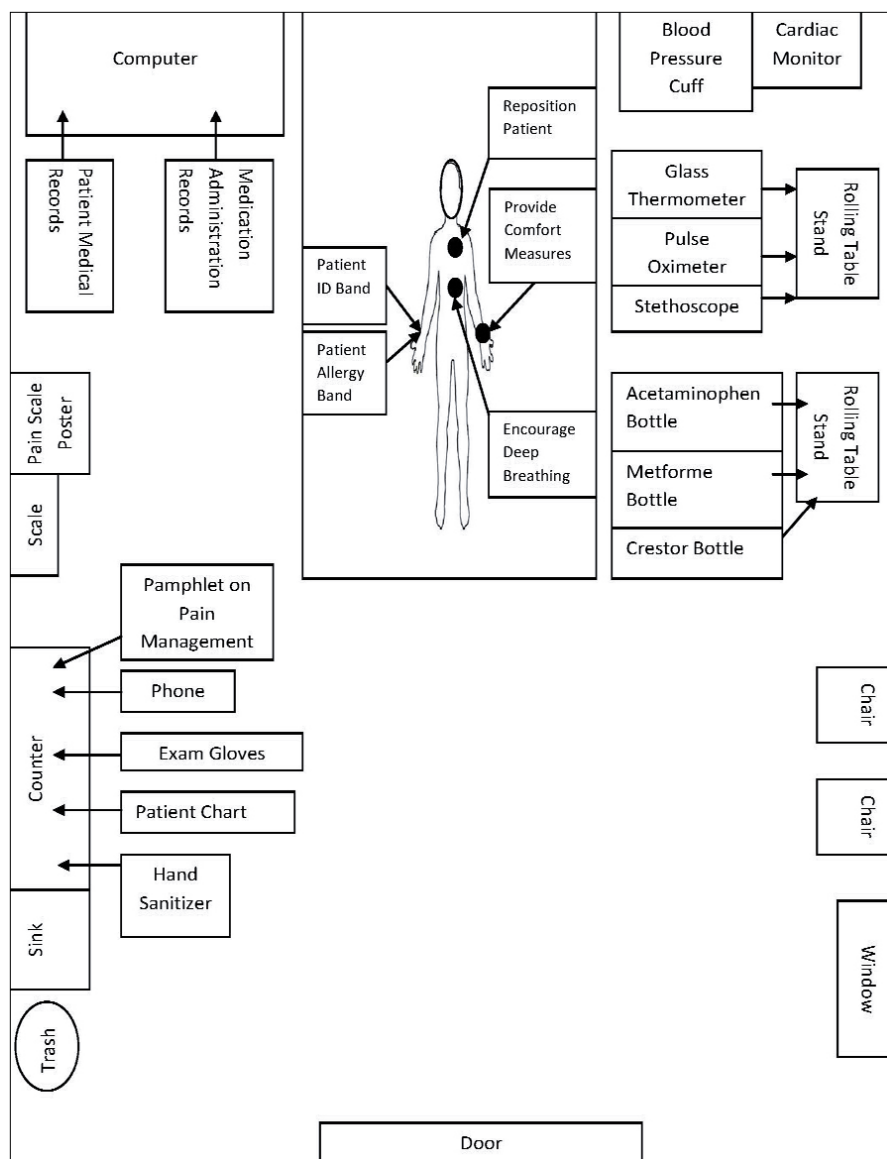 Computer
Patient Medical
Records
Medication
Administration
Records
Blood
Pressure
Cuff
Cardiac
Monitor
Reposition
Patient
Provide
Comfort
Measures
Patient
ID Band
Patient
Allergy
Band
Encourage
Deep
Breathing
Glass
Thermometer
Pulse
Oximeter
Stethoscope
Rolling Table
Stand
Acetaminophen
Bottle
Metforme
Bottle
Crestor Bottle
Rolling Table
Stand
Pain Scale
Poster
Scale
Pamphlet on
Pain
Management
Phone
Exam Gloves
Patient Chart
Hand
Sanitizer
Counter
Sink
Trash
Chair
Chair
Window
Door